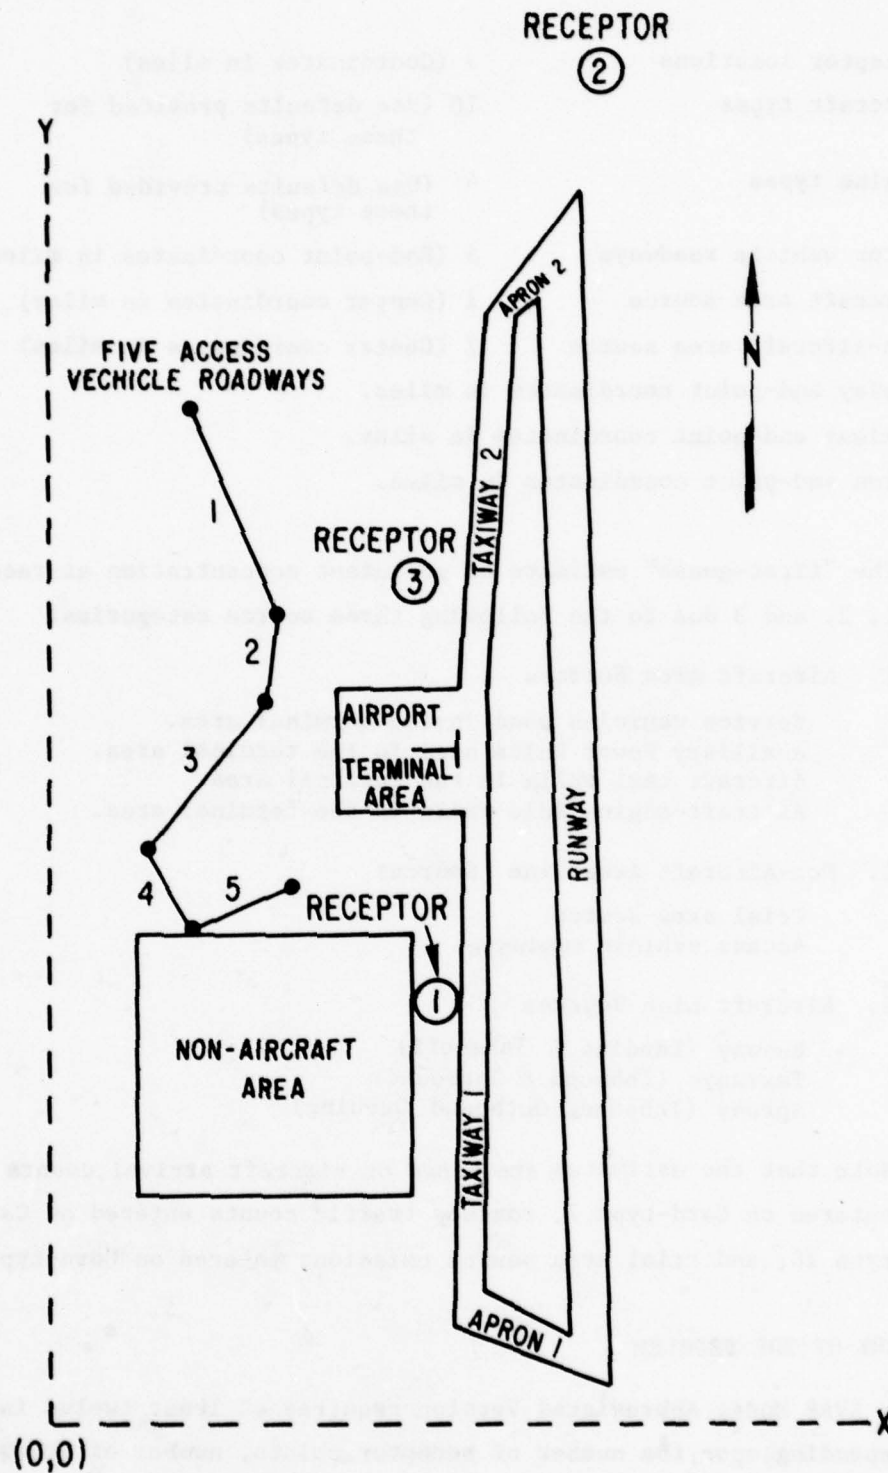 RECEPTOR
2
Y
APRON 2
N
FIVE ACCESS
VECHICLE ROADWAYS
1
TAXIWAY 2
RECEPTOR
3
2
AIRPORT
TERMINAL
AREA
3
RUNWAY
4
5
RECEPTOR
1
NON-AIRCRAFT
AREA
TAXIWAY 1
APRON 1
X
(0,0)